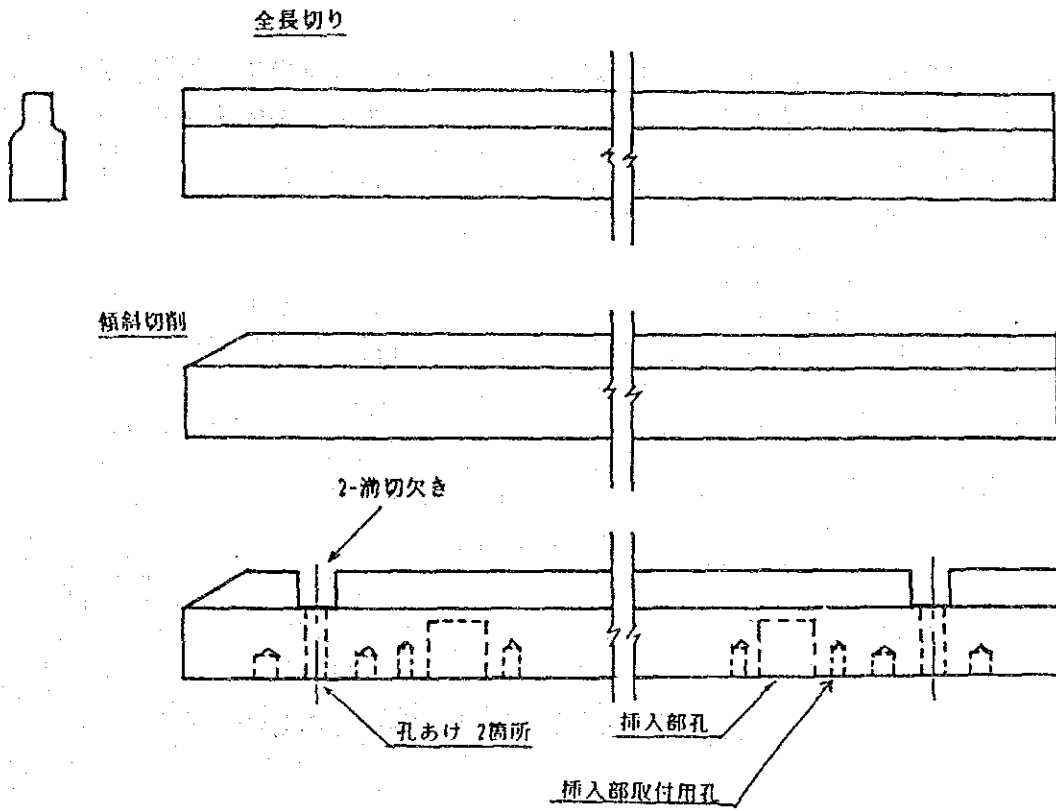 全長切り
傾斜切削
2-溝切欠き
孔あけ 2箇所
挿入部孔
挿入部取付用孔